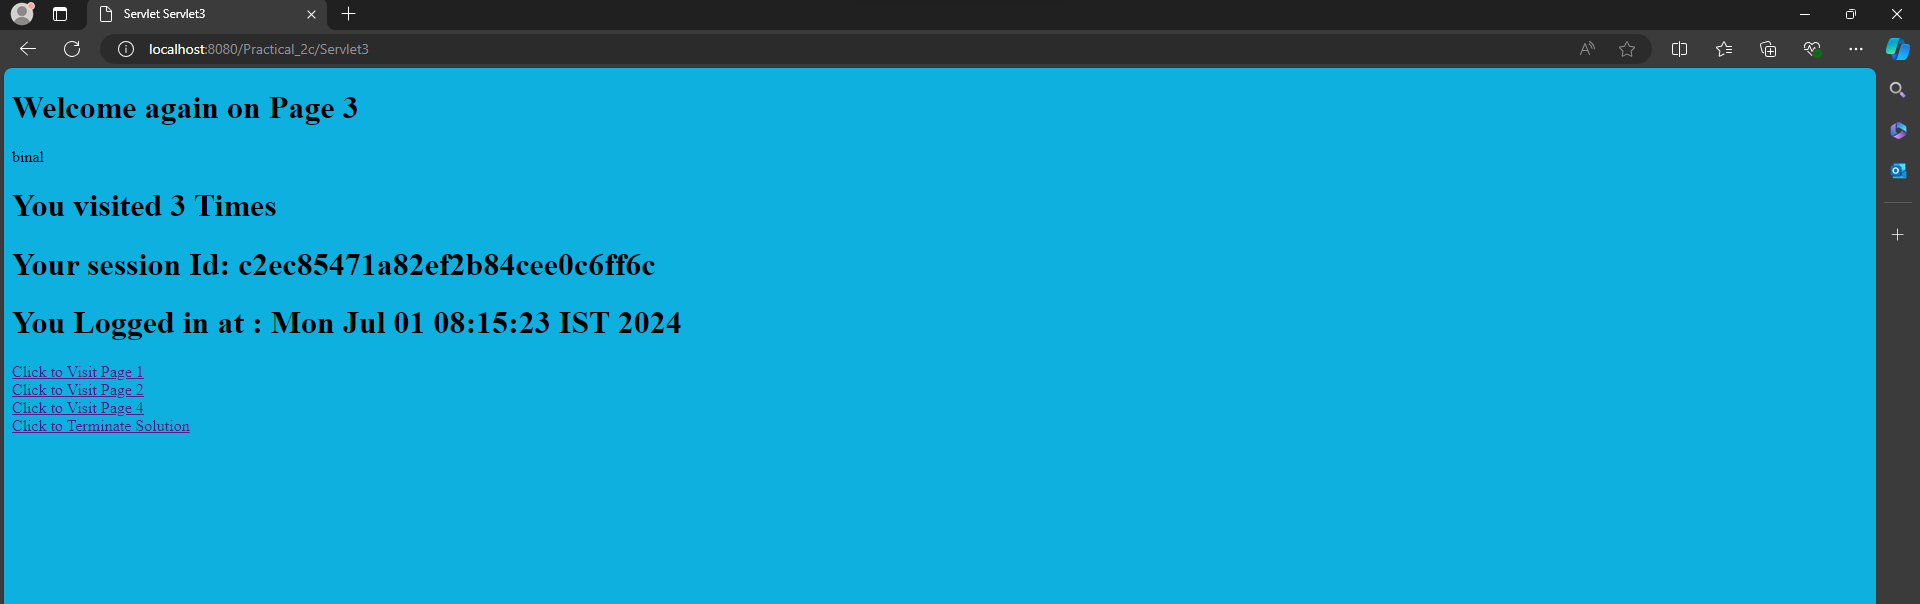 Servlet Servlet3
localhost:8080/Practical_2c/Servlet3
Welcome again on Page 3
binal
You visited 3 Times
Your session Id: c2ec85471a82ef2b84cee0c6ff6c
You Logged in at : Mon Jul 01 08:15:23 IST 2024
Click to Visit Page 1
Click to Visit Page 2
Click to Visit Page 4
Click to Terminate Solution